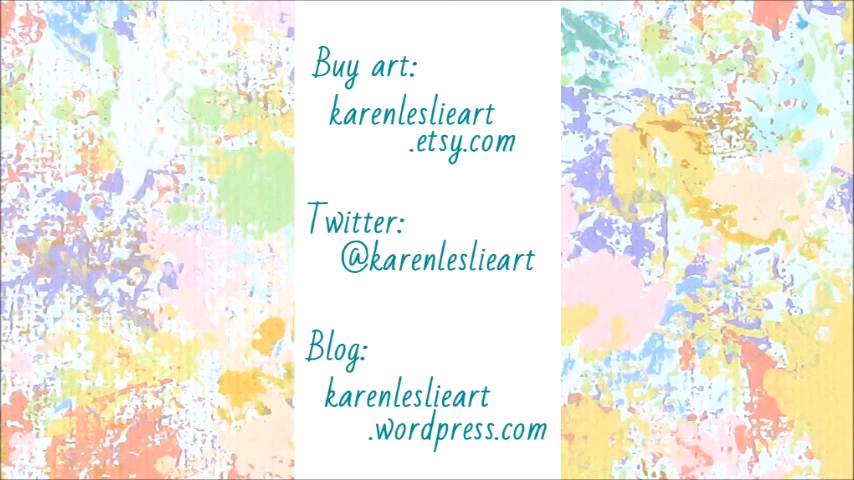 Buy art:
karenleslieart
.etsy.com
Twitter:
@karenleslieart
Blog:
karenleslieart
.wordpress.com